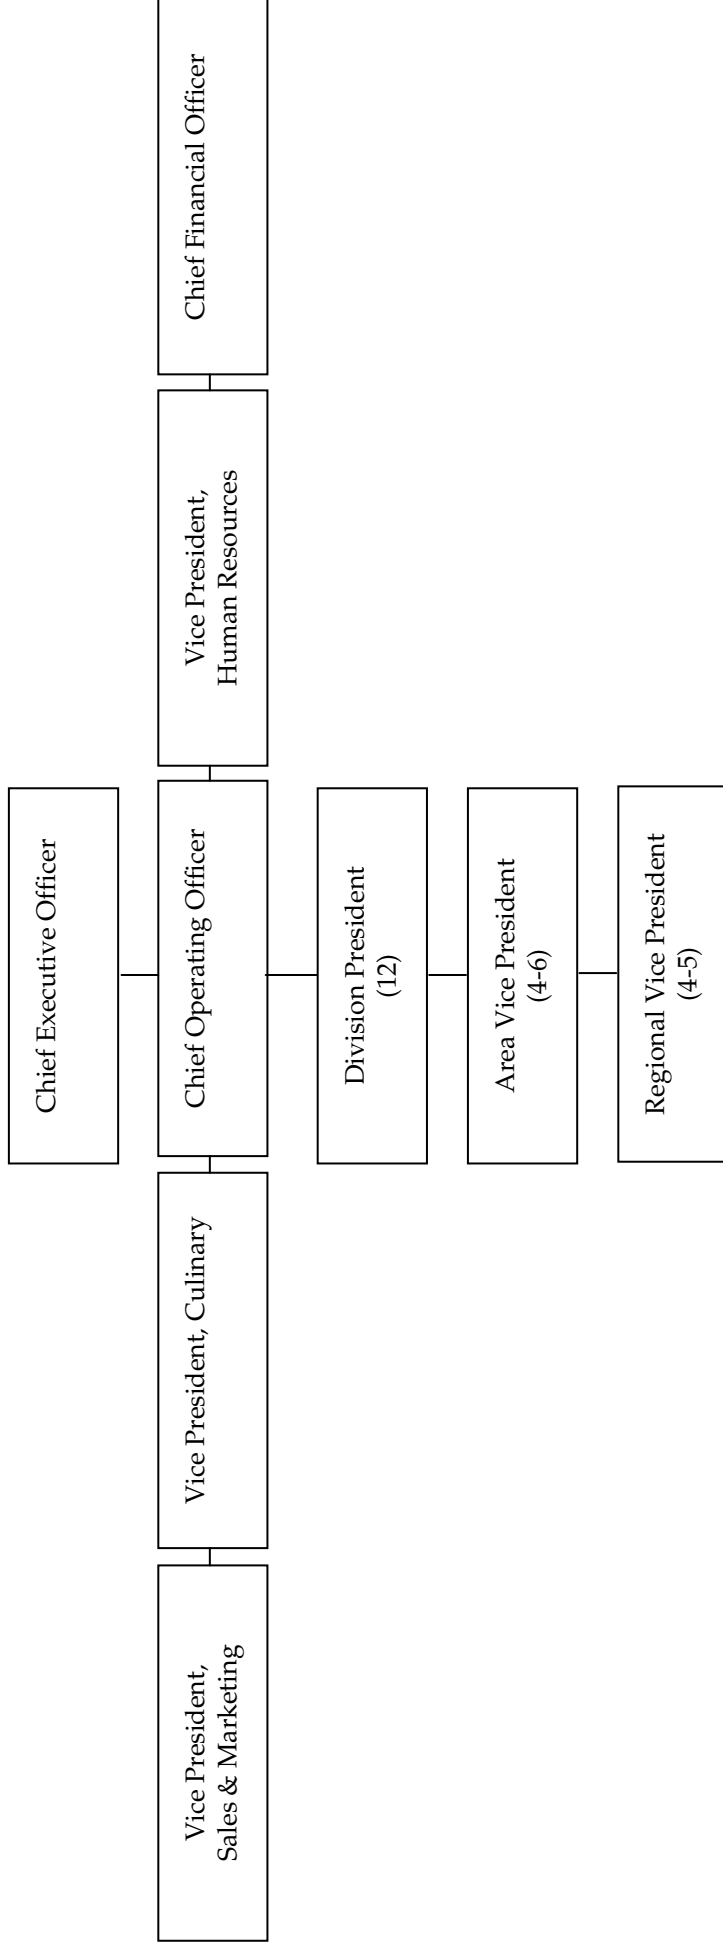 Chief Executive Officer
Vice President,
Sales & Marketing
Vice President, Culinary
Chief Operating Officer
Vice President,
Human Resources
Chief Financial Officer
Division President
(12)
Area Vice President
(4-6)
Regional Vice President
(4-5)